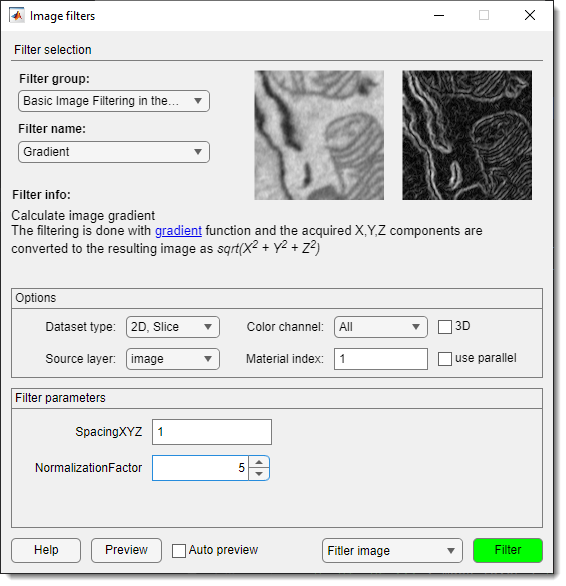 Image filters
Filter selection
Filter group:
Basic Image Filtering in the...
Filter name:
Gradient
Filter info:
Calculate image gradient
The filtering is done with gradient function and the acquired X,Y,Z components are
converted to the resulting image as sqrt(X² + Y² + Z²)
Options
Dataset type: 2D, Slice Color channel: All 3D
Source layer: image Material index: 1 use parallel
Filter parameters
SpacingXYZ 1
NormalizationFactor 5
Help Preview Auto preview Fitler image Filter